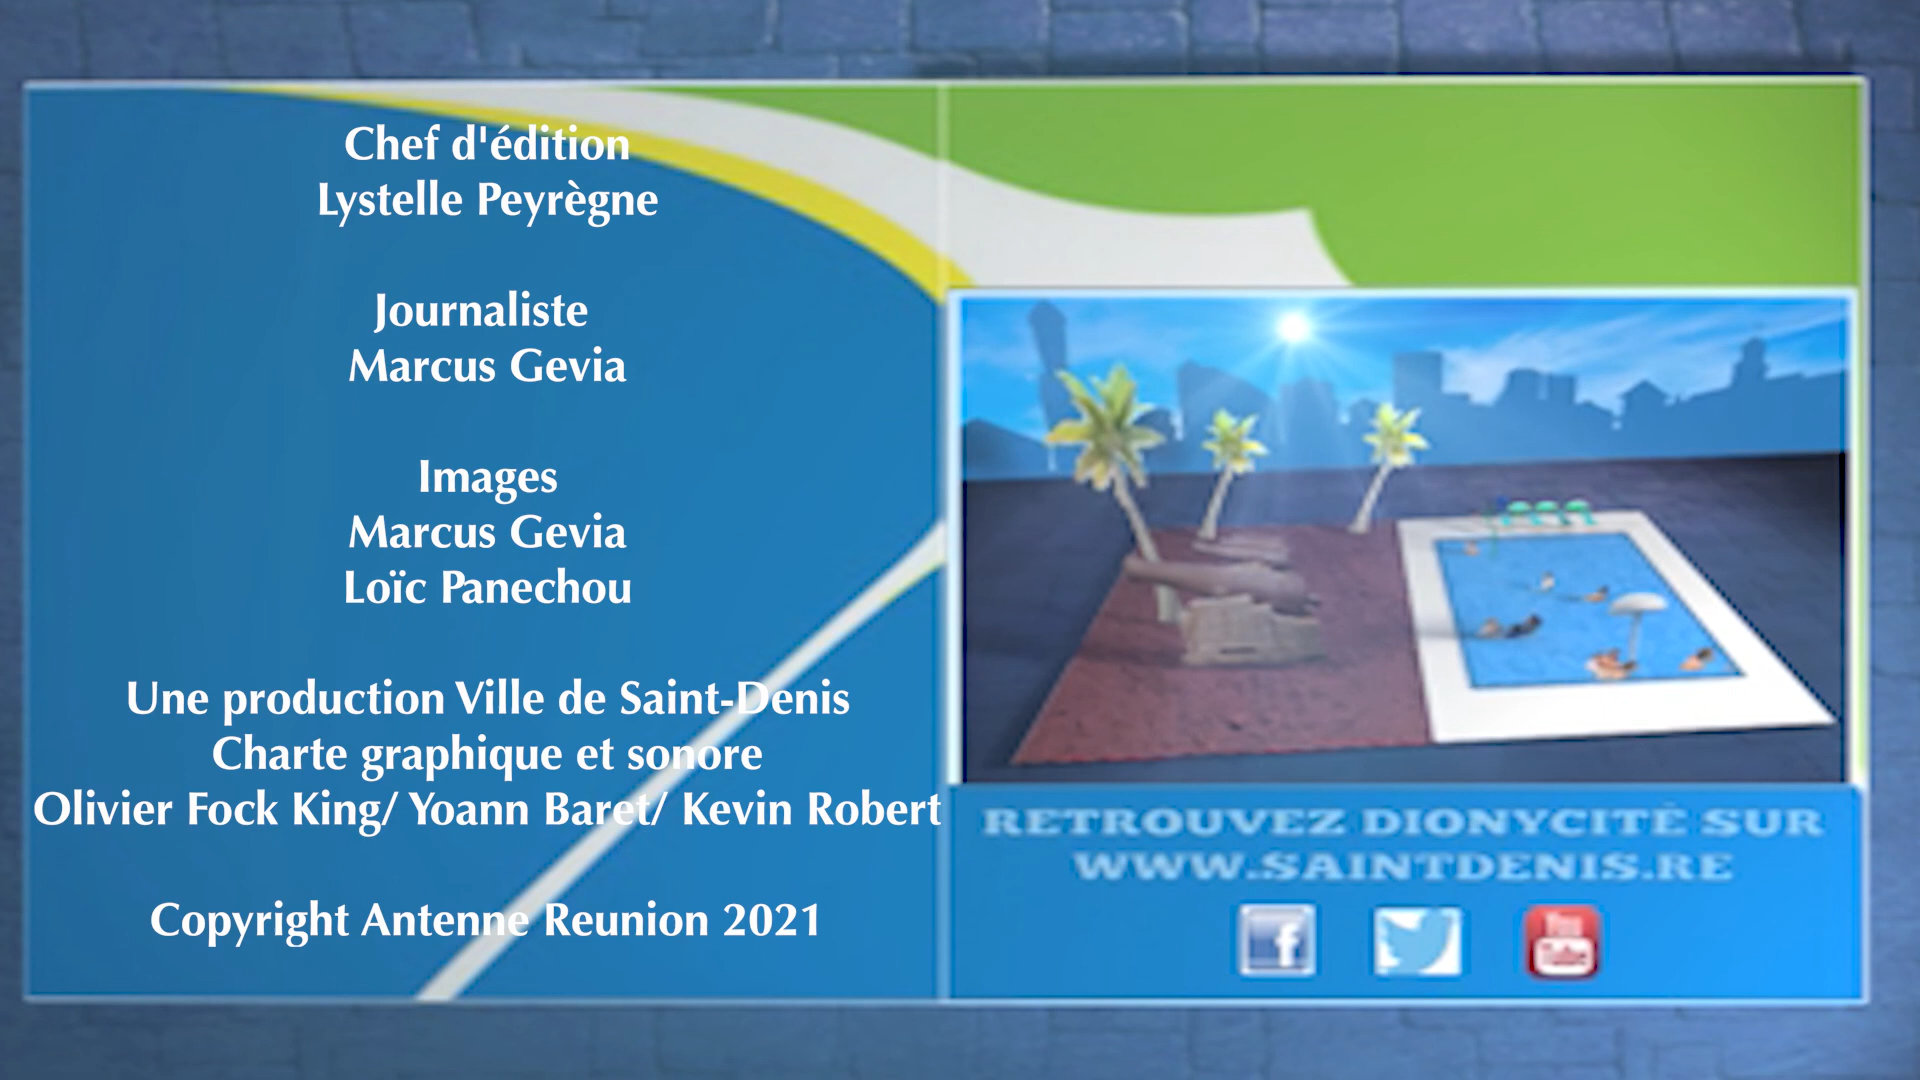 Chef d'édition
Lystelle Peyrègne
Journaliste
Marcus Gevia
Images
Marcus Gevia
Loïc Panechou
Une production Ville de Saint-Denis
Charte graphique et sonore
Olivier Fock King/ Yoann Baret/ Kevin Robert
Copyright Antenne Reunion 2021
RETROUVEZ DIONYCITÉ SUR
WWW.SAINTDENIS.RE
You
Tube